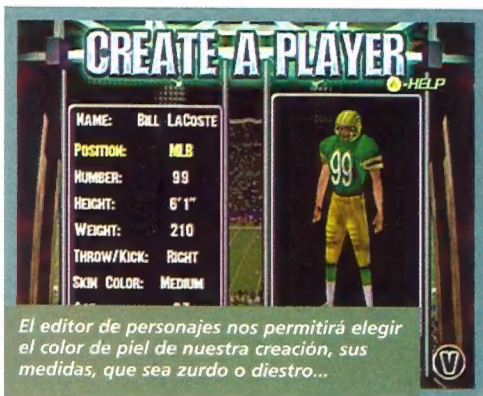 CREATE-A-PLAYER
-HELP
NAME: BILL LACOSTE
POSITION: MLB
NUMBER: 99
HEIGHT: 6'1"
WEIGHT: 210
THROW/KICK: RIGHT
SKIN COLOR: MEDIUM
99
El editor de personajes nos permitirá elegir
el color de piel de nuestra creación, sus
medidas, que sea zurdo o diestro...
V